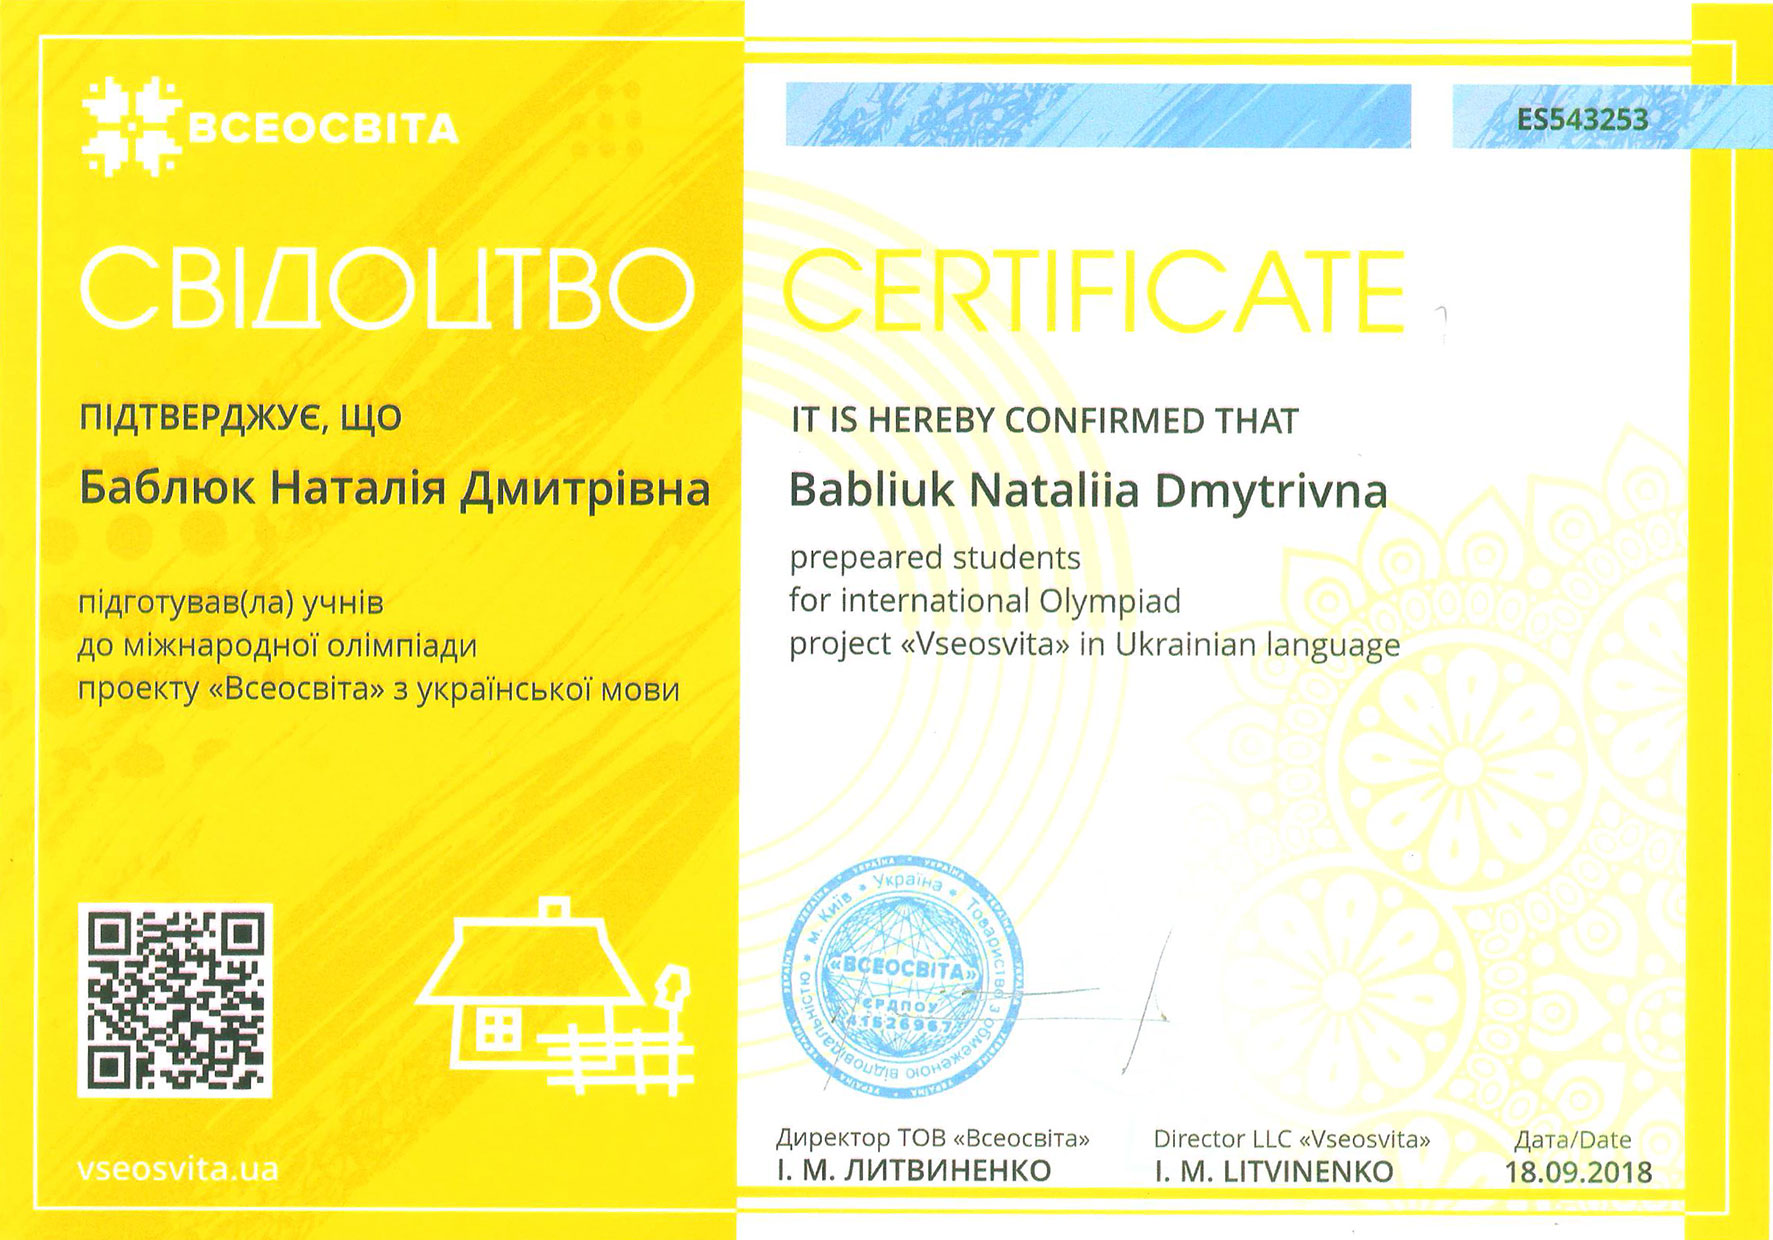 ВСЕОСВІТА
СВІДОЦТВО
ПІДТВЕРДЖУЄ, ЩО
Баблюк Наталія Дмитрівна
підготував(ла) учнів
до міжнародної олімпіади
проекту «Всеосвіта» з української мови
vseosvita.ua
ES543253
CERTIFICATE
IT IS HEREBY CONFIRMED THAT
Babliuk Nataliia Dmytrivna
prepeared students
for international Olympiad
project «Vseosvita» in Ukrainian language
м. Київ • Україна • Товариство з обмеженою відповідальністю
«ВСЕОСВІТА»
ЄРДПОУ
41526967
Директор ТОВ «Всеосвіта»
І. М. ЛИТВИНЕНКО
Director LLC «Vseosvita»
I. M. LITVINENKO
Дата/Date
18.09.2018